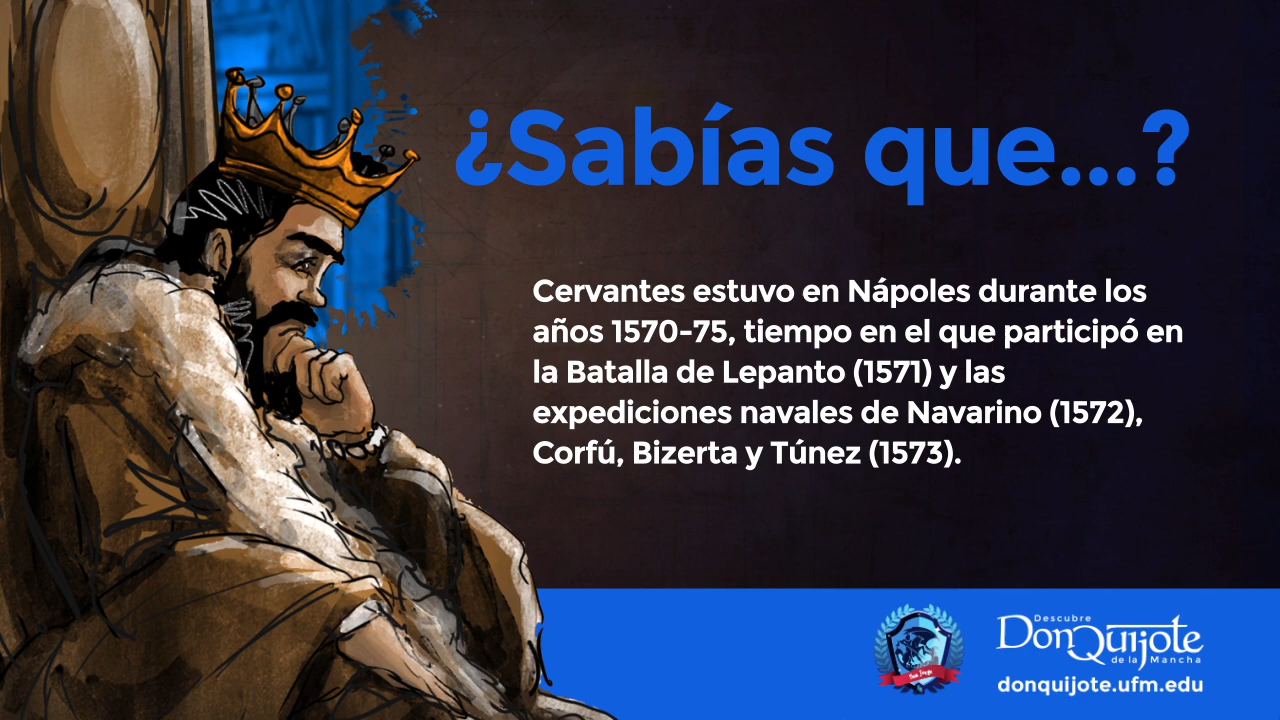 ¿Sabías que...?
Cervantes estuvo en Nápoles durante los
años 1570-75, tiempo en el que participó en
la Batalla de Lepanto (1571) y las
expediciones navales de Navarino (1572),
Corfú, Bizerta y Túnez (1573).
Descubre
DonQuijote
de la Mancha
donquijote.ufm.edu